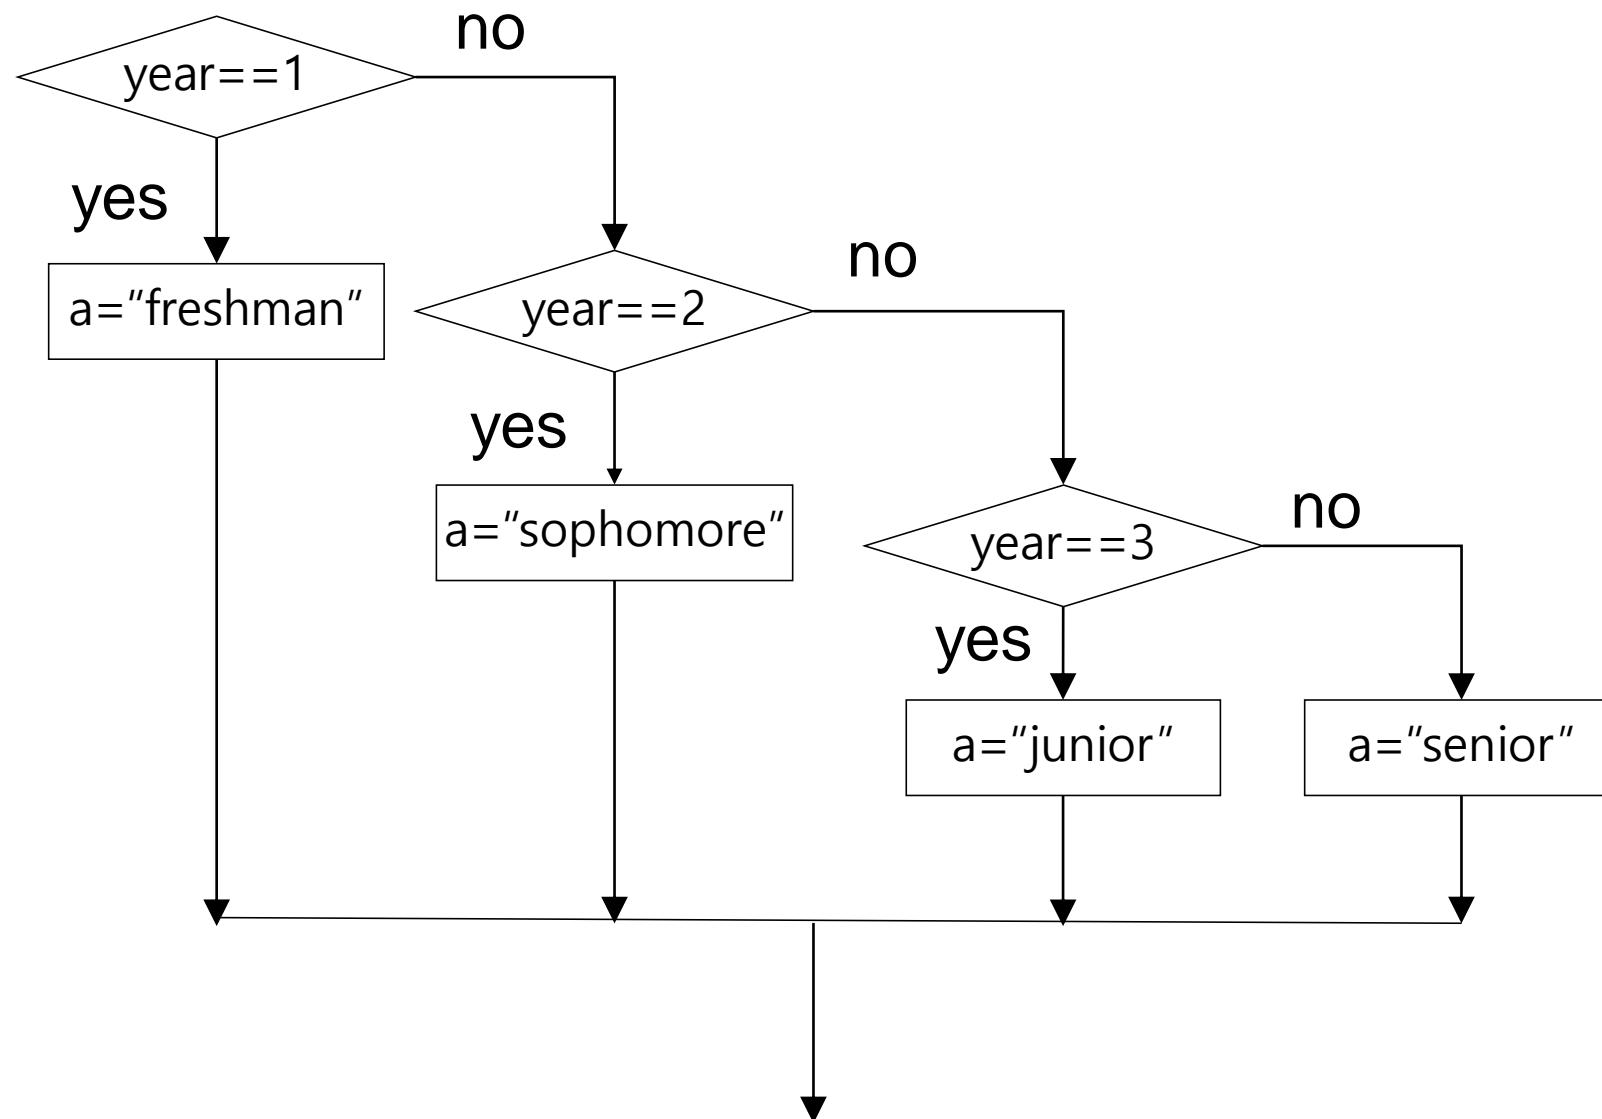 no
year==1
yes
no
a="freshman"
year==2
yes
no
a="sophomore"
year==3
yes
a="junior"
a="senior"